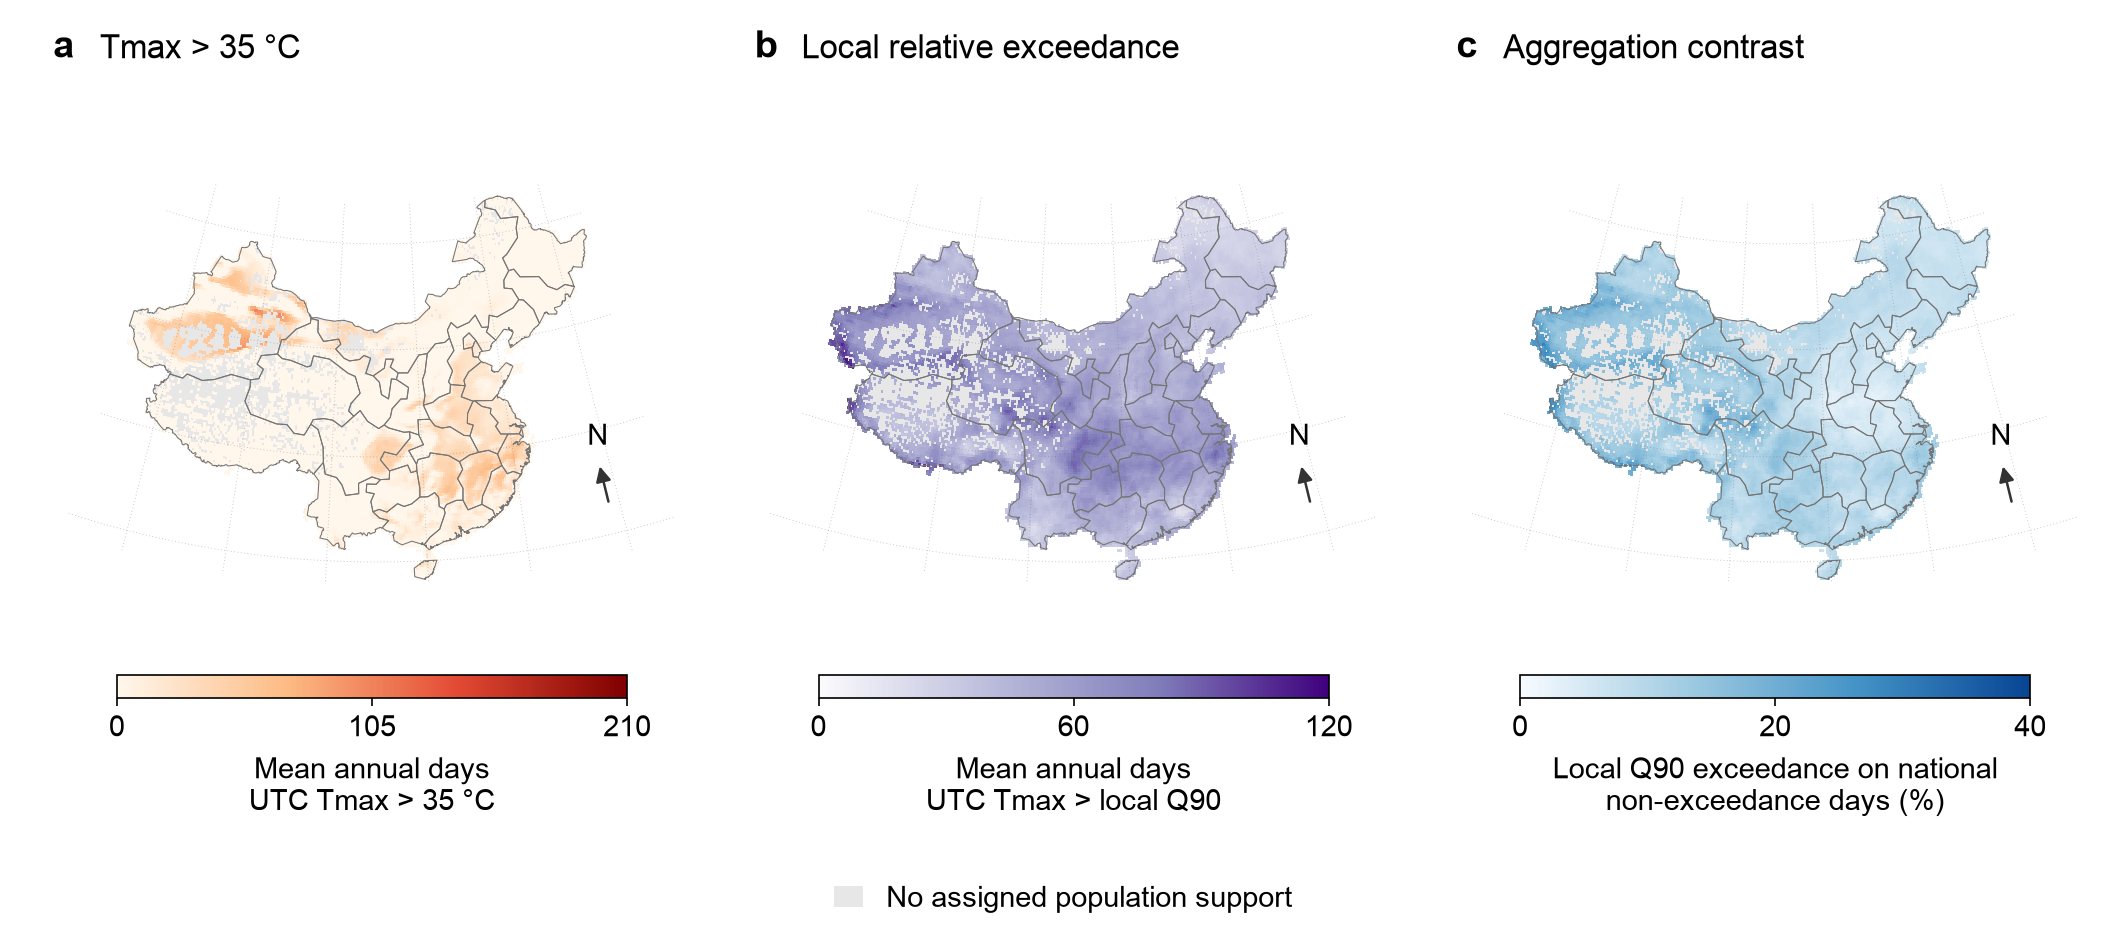 a Tmax > 35 °C
b Local relative exceedance
c Aggregation contrast
N
N
N
0 105 210
Mean annual days
UTC Tmax > 35 °C
0 60 120
Mean annual days
UTC Tmax > local Q90
0 20 40
Local Q90 exceedance on national
non-exceedance days (%)
No assigned population support